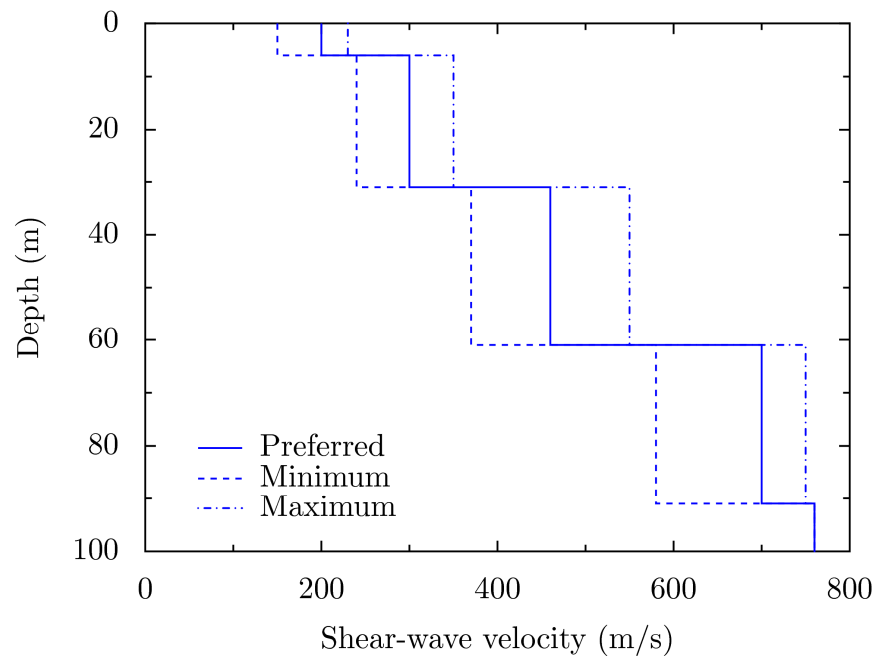 0
20
40
60
80
100
Depth (m)
Preferred
Minimum
Maximum
0 200 400 600 800
Shear-wave velocity (m/s)